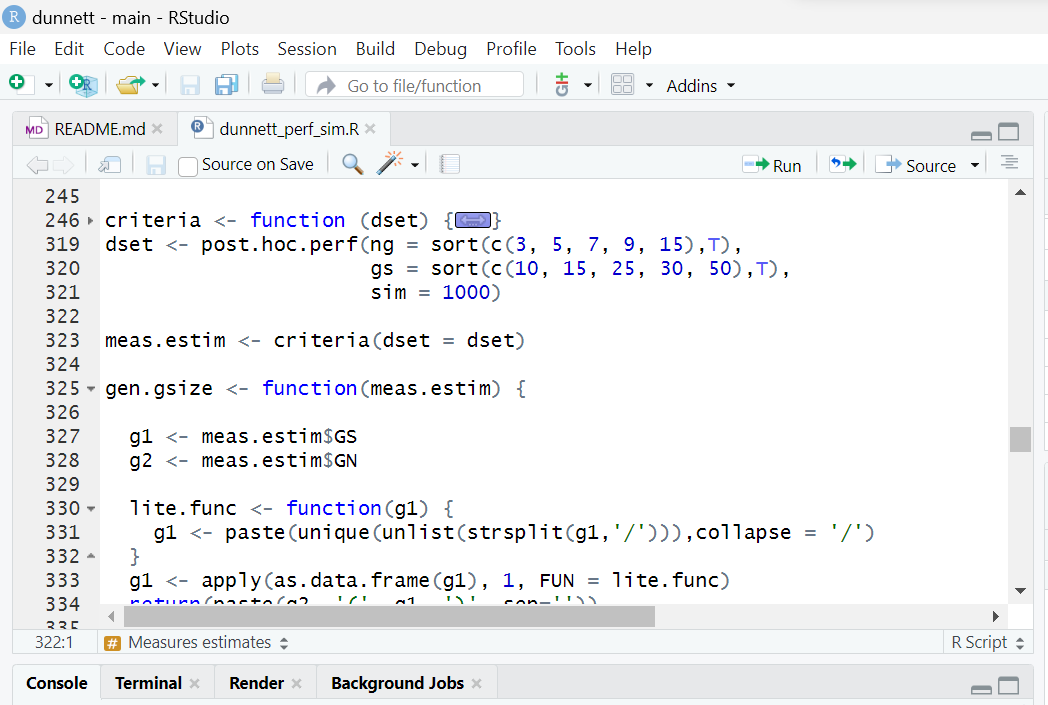 R dunnett - main - RStudio
File Edit Code View Plots Session Build Debug Profile Tools Help
R Go to file/function Addins
MD README.md R dunnett_perf_sim.R
Source on Save Run Source
245
246 criteria <- function (dset) {}
319 dset <- post.hoc.perf(ng = sort(c(3, 5, 7, 9, 15),T),
320 gs = sort(c(10, 15, 25, 30, 50),T),
321 sim = 1000)
322
323 meas.estim <- criteria(dset = dset)
324
325 gen.gsize <- function(meas.estim) {
326
327 g1 <- meas.estim$GS
328 g2 <- meas.estim$GN
329
330 lite.func <- function(g1) {
331 g1 <- paste(unique(unlist(strsplit(g1,'/'))),collapse = '/')
332 }
333 g1 <- apply(as.data.frame(g1), 1, FUN = lite.func)
334 return(paste(g2, '(', g1, ')', sep=''))
335
322:1 # Measures estimates R Script
Console Terminal Render Background Jobs